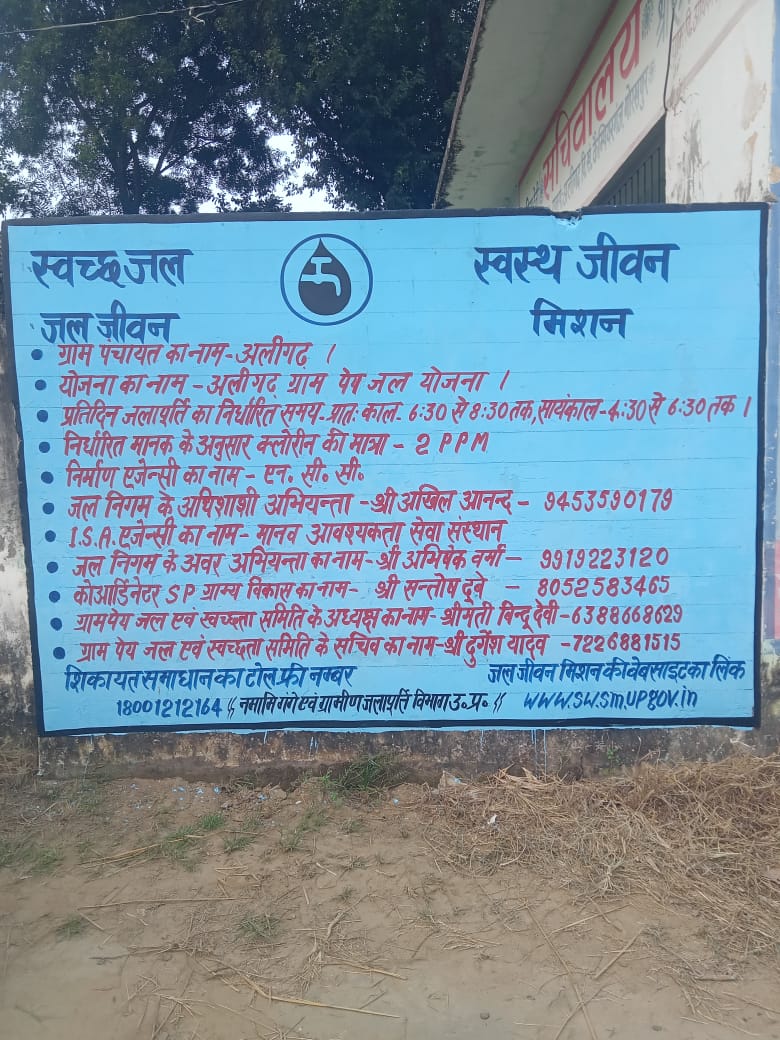 सचिवालय
स्वच्छ जल
स्वस्थ जीवन
जल जीवन
मिशन
ग्राम पंचायत का नाम- अलीगढ़ ।
योजना का नाम - अलीगढ़ ग्राम पेय जल योजना ।
प्रतिदिन जलापूर्ति का निर्धारित समय- प्रातः काल- 6:30 से 8:30 तक, सायंकाल- 4:30 से 6:30 तक ।
निर्धारित मानक के अनुसार क्लोरीन की मात्रा - 2 PPM
निर्माण एजेन्सी का नाम - एन. सी. सी.
जल निगम के अधिशाशी अभियन्ता - श्री अखिल आनन्द - 9453590179
I.S.A. एजेन्सी का नाम- मानव आवश्यकता सेवा संस्थान
जल निगम के अवर अभियन्ता का नाम- श्री अभिषेक वर्मा - 9919223120
कोआर्डिनेटर S P ग्राम्य विकास का नाम- श्री सन्तोष दूबे - 8052583465
ग्राम पेय जल एवं स्वच्छता समिति के अध्यक्ष का नाम- श्रीमती विन्दू देवी - 6388668629
ग्राम पेय जल एवं स्वच्छता समिति के सचिव का नाम- श्री दुर्गेश यादव - 7226881515
शिकायत समाधान का टोल फ्री नम्बर
जल जीवन मिशन की वेबसाइट का लिंक
18001212164 // नमामि गंगे एवं ग्रामीण जलापूर्ति विभाग उ.प्र. // www.swsm.upgov.in